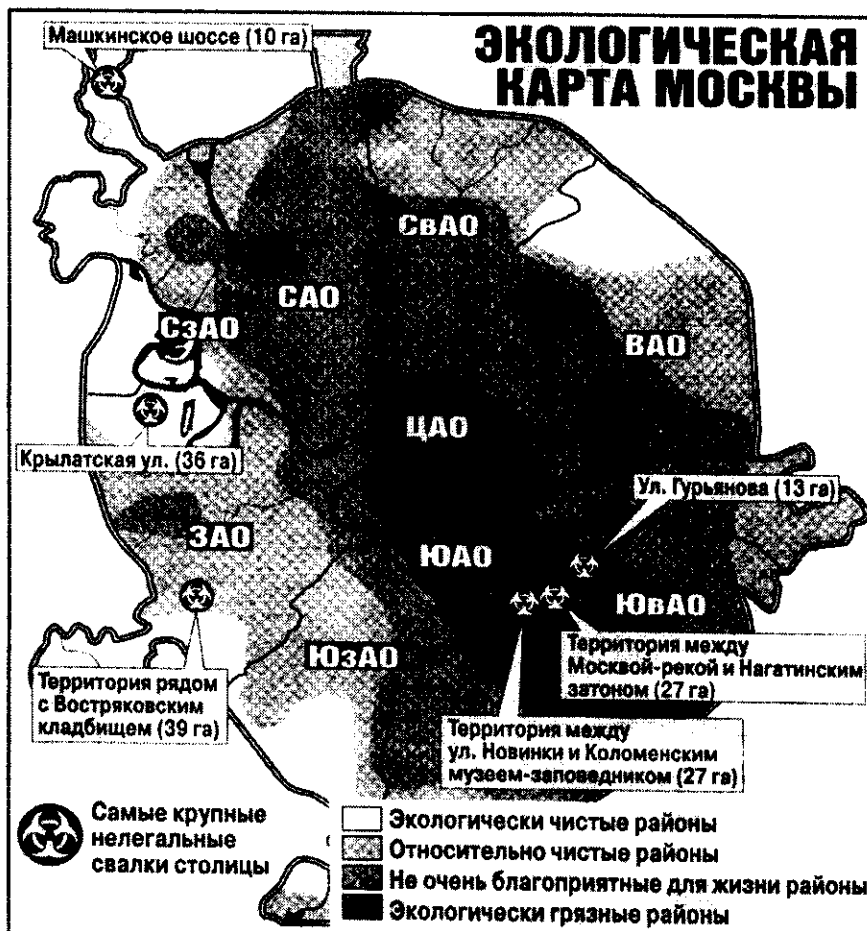 Машкинское шоссе (10 га)
ЭКОЛОГИЧЕСКАЯ
КАРТА МОСКВЫ
СвАО
САО
СзАО
ВАО
ЦАО
Крылатская ул. (36 га)
Ул. Гурьянова (13 га)
ЗАО
ЮАО
ЮвАО
ЮзАО
Территория между
Москвой-рекой и Нагатинским
затоном (27 га)
Территория рядом
с Востряковским
кладбищем (39 га)
Территория между
ул. Новинки и Коломенским
музеем-заповедником (27 га)
Самые крупные
нелегальные
свалки столицы
Экологически чистые районы
Относительно чистые районы
Не очень благоприятные для жизни районы
Экологически грязные районы